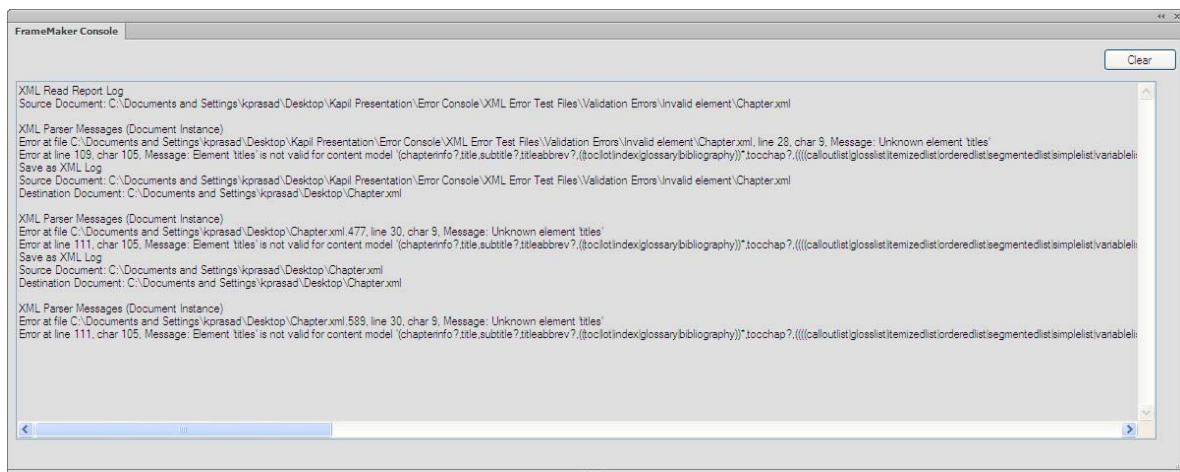 FrameMaker Console
Clear
XML Read Report Log
Source Document: C:\Documents and Settings\kprasad\Desktop\Kapil Presentation\Error Console\XML Error Test Files\Validation Errors\Invalid element\Chapter.xml
XML Parser Messages (Document Instance)
Error at file C:\Documents and Settings\kprasad\Desktop\Kapil Presentation\Error Console\XML Error Test Files\Validation Errors\Invalid element\Chapter.xml, line 28, char 9, Message: Unknown element 'titles'
Error at line 109, char 105, Message: Element 'titles' is not valid for content model '(chapterinfo?,title,subtitle?,titleabbrev?,((toc|lot|index|glossary|bibliography))*,tocchap?,((((calloutlist|glosslist|itemizedlist|orderedlist|segmentedlist|simplelist|variableli
Save as XML Log
Source Document: C:\Documents and Settings\kprasad\Desktop\Kapil Presentation\Error Console\XML Error Test Files\Validation Errors\Invalid element\Chapter.xml
Destination Document: C:\Documents and Settings\kprasad\Desktop\Chapter.xml
XML Parser Messages (Document Instance)
Error at file C:\Documents and Settings\kprasad\Desktop\Chapter.xml.477, line 30, char 9, Message: Unknown element 'titles'
Error at line 111, char 105, Message: Element 'titles' is not valid for content model '(chapterinfo?,title,subtitle?,titleabbrev?,((toc|lot|index|glossary|bibliography))*,tocchap?,((((calloutlist|glosslist|itemizedlist|orderedlist|segmentedlist|simplelist|variableli
Save as XML Log
Source Document: C:\Documents and Settings\kprasad\Desktop\Chapter.xml
Destination Document: C:\Documents and Settings\kprasad\Desktop\Chapter.xml
XML Parser Messages (Document Instance)
Error at file C:\Documents and Settings\kprasad\Desktop\Chapter.xml.589, line 30, char 9, Message: Unknown element 'titles'
Error at line 111, char 105, Message: Element 'titles' is not valid for content model '(chapterinfo?,title,subtitle?,titleabbrev?,((toc|lot|index|glossary|bibliography))*,tocchap?,((((calloutlist|glosslist|itemizedlist|orderedlist|segmentedlist|simplelist|variableli